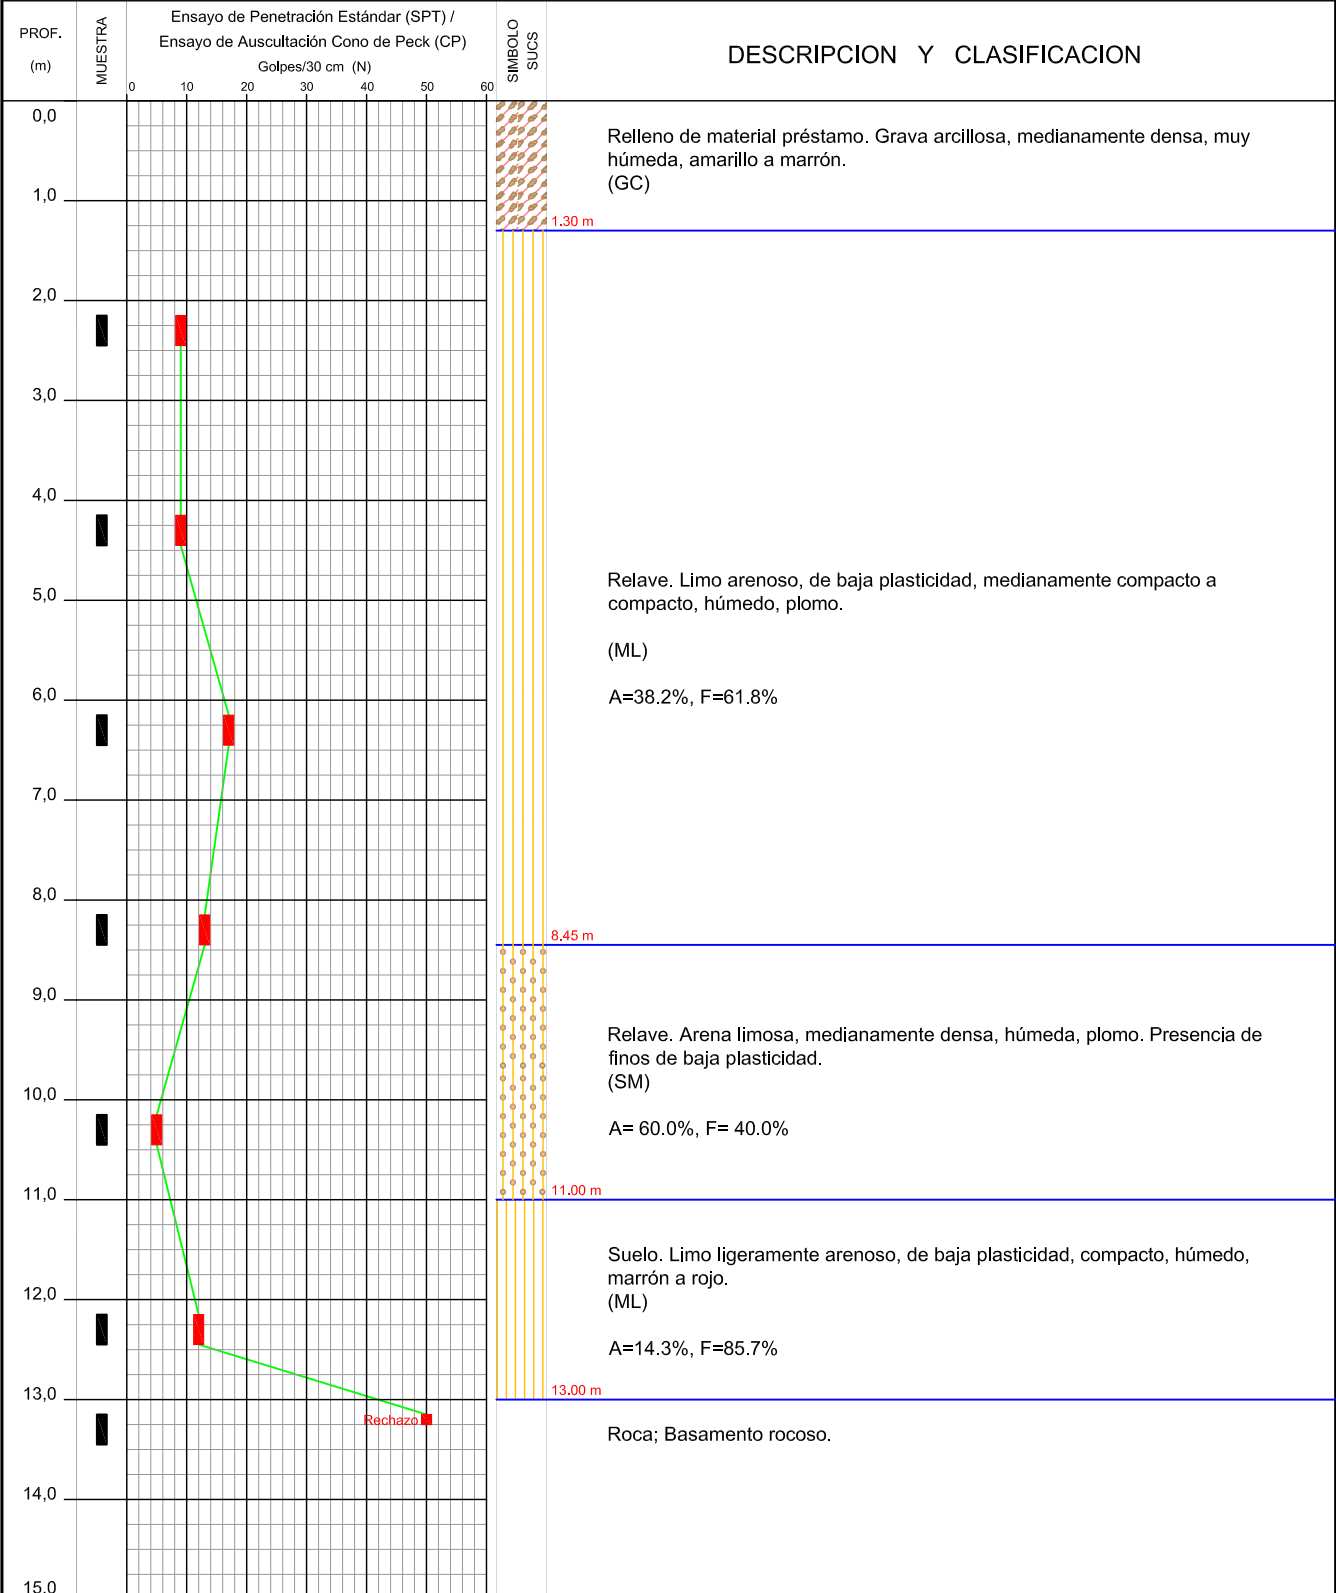 PROF.
(m)
MUESTRA
Ensayo de Penetración Estándar (SPT) /
Ensayo de Auscultación Cono de Peck (CP)
Golpes/30 cm (N)
0 10 20 30 40 50 60
SIMBOLO
SUCS
DESCRIPCION Y CLASIFICACION
0,0
Relleno de material préstamo. Grava arcillosa, medianamente densa, muy
húmeda, amarillo a marrón.
(GC)
1,0
1.30 m
2,0
3,0
4,0
Relave. Limo arenoso, de baja plasticidad, medianamente compacto a
compacto, húmedo, plomo.
5,0
(ML)
6,0
A=38.2%, F=61.8%
7,0
8,0
8.45 m
9,0
Relave. Arena limosa, medianamente densa, húmeda, plomo. Presencia de
finos de baja plasticidad.
(SM)
10,0
A= 60.0%, F= 40.0%
11,0
11.00 m
Suelo. Limo ligeramente arenoso, de baja plasticidad, compacto, húmedo,
marrón a rojo.
(ML)
12,0
A=14.3%, F=85.7%
13,0
13.00 m
Rechazo
Roca; Basamento rocoso.
14,0
15,0